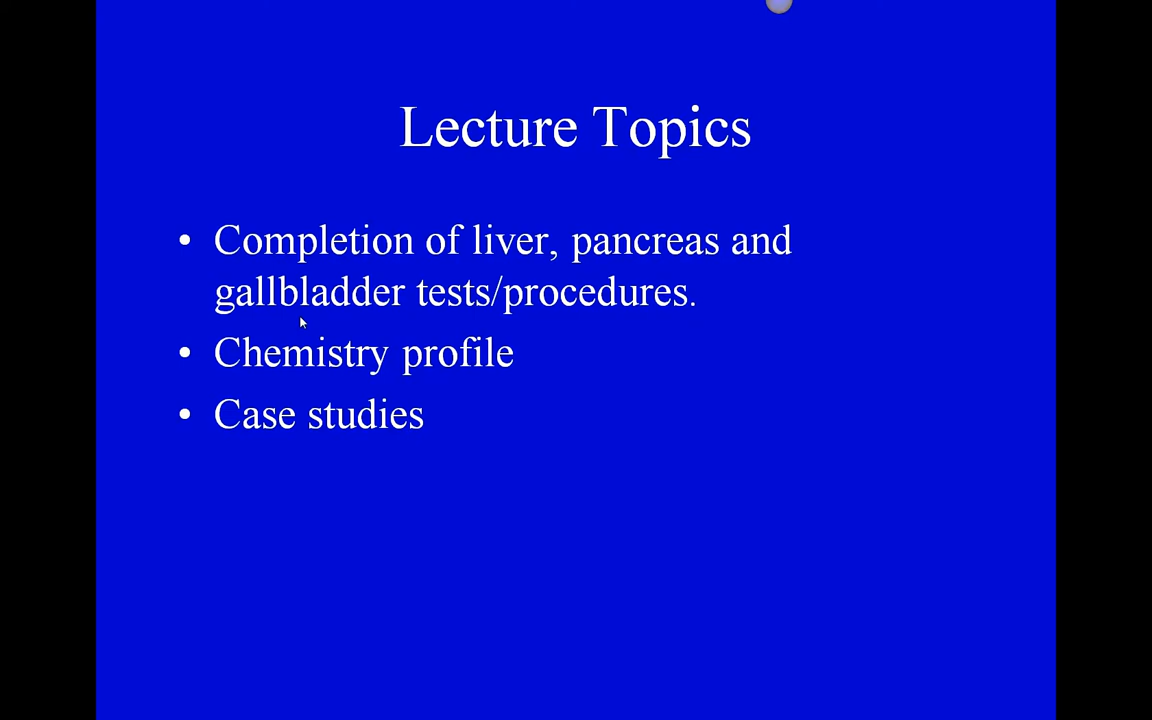 Lecture Topics
• Completion of liver, pancreas and
gallbladder tests/procedures.
• Chemistry profile
• Case studies